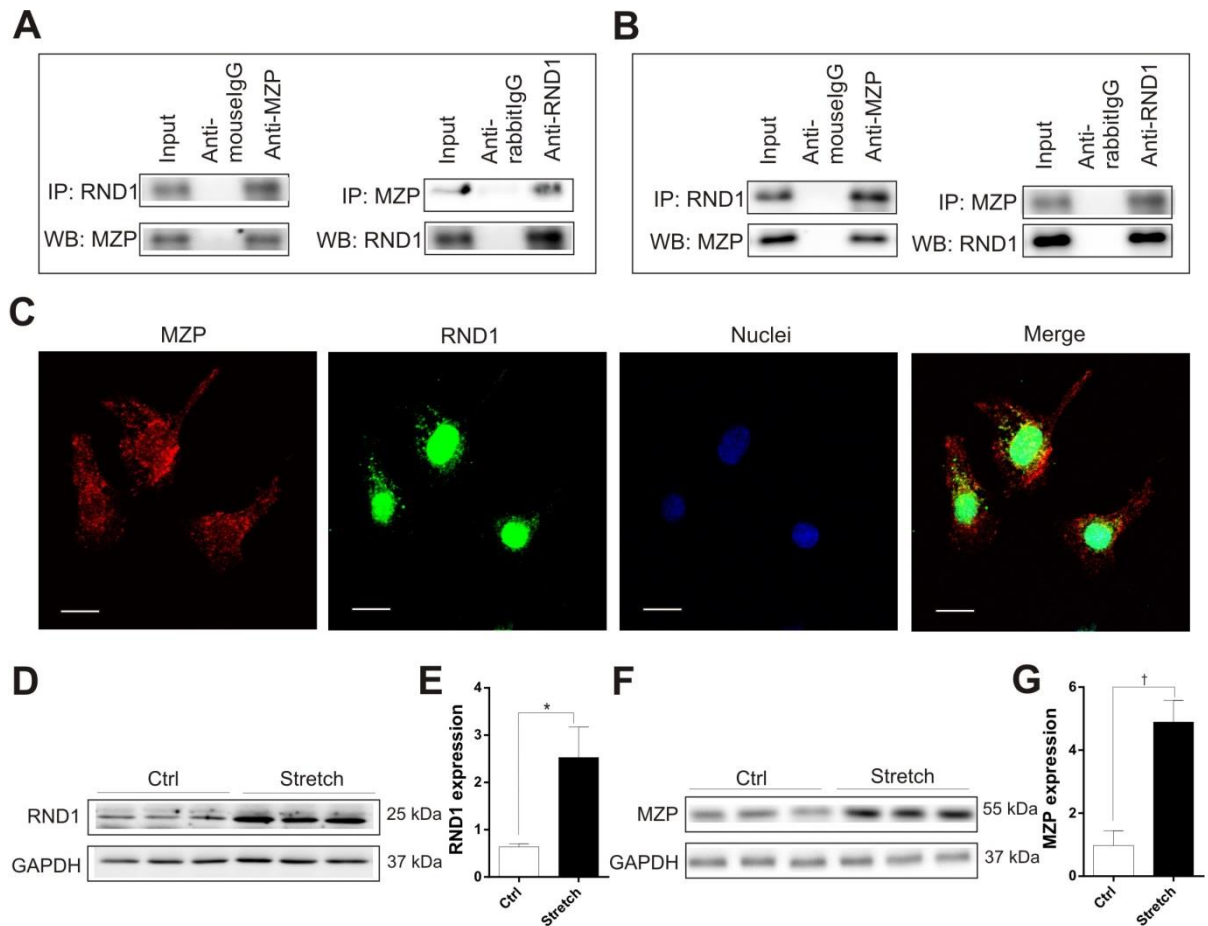 A
Input
Anti-
mouseIgG
Anti-MZP
IP: RND1
WB: MZP
Input
Anti-
rabbitIgG
Anti-RND1
IP: MZP
WB: RND1
B
Input
Anti-
mouseIgG
Anti-MZP
IP: RND1
WB: MZP
Input
Anti-
rabbitIgG
Anti-RND1
IP: MZP
WB: RND1
C
MZP
RND1
Nuclei
Merge
D
Ctrl
Stretch
RND1
25 kDa
GAPDH
37 kDa
E
RND1 expression
4
3
2
1
0
*
Ctrl
Stretch
F
Ctrl
Stretch
MZP
55 kDa
GAPDH
37 kDa
G
MZP expression
6
4
2
0
†
Ctrl
Stretch